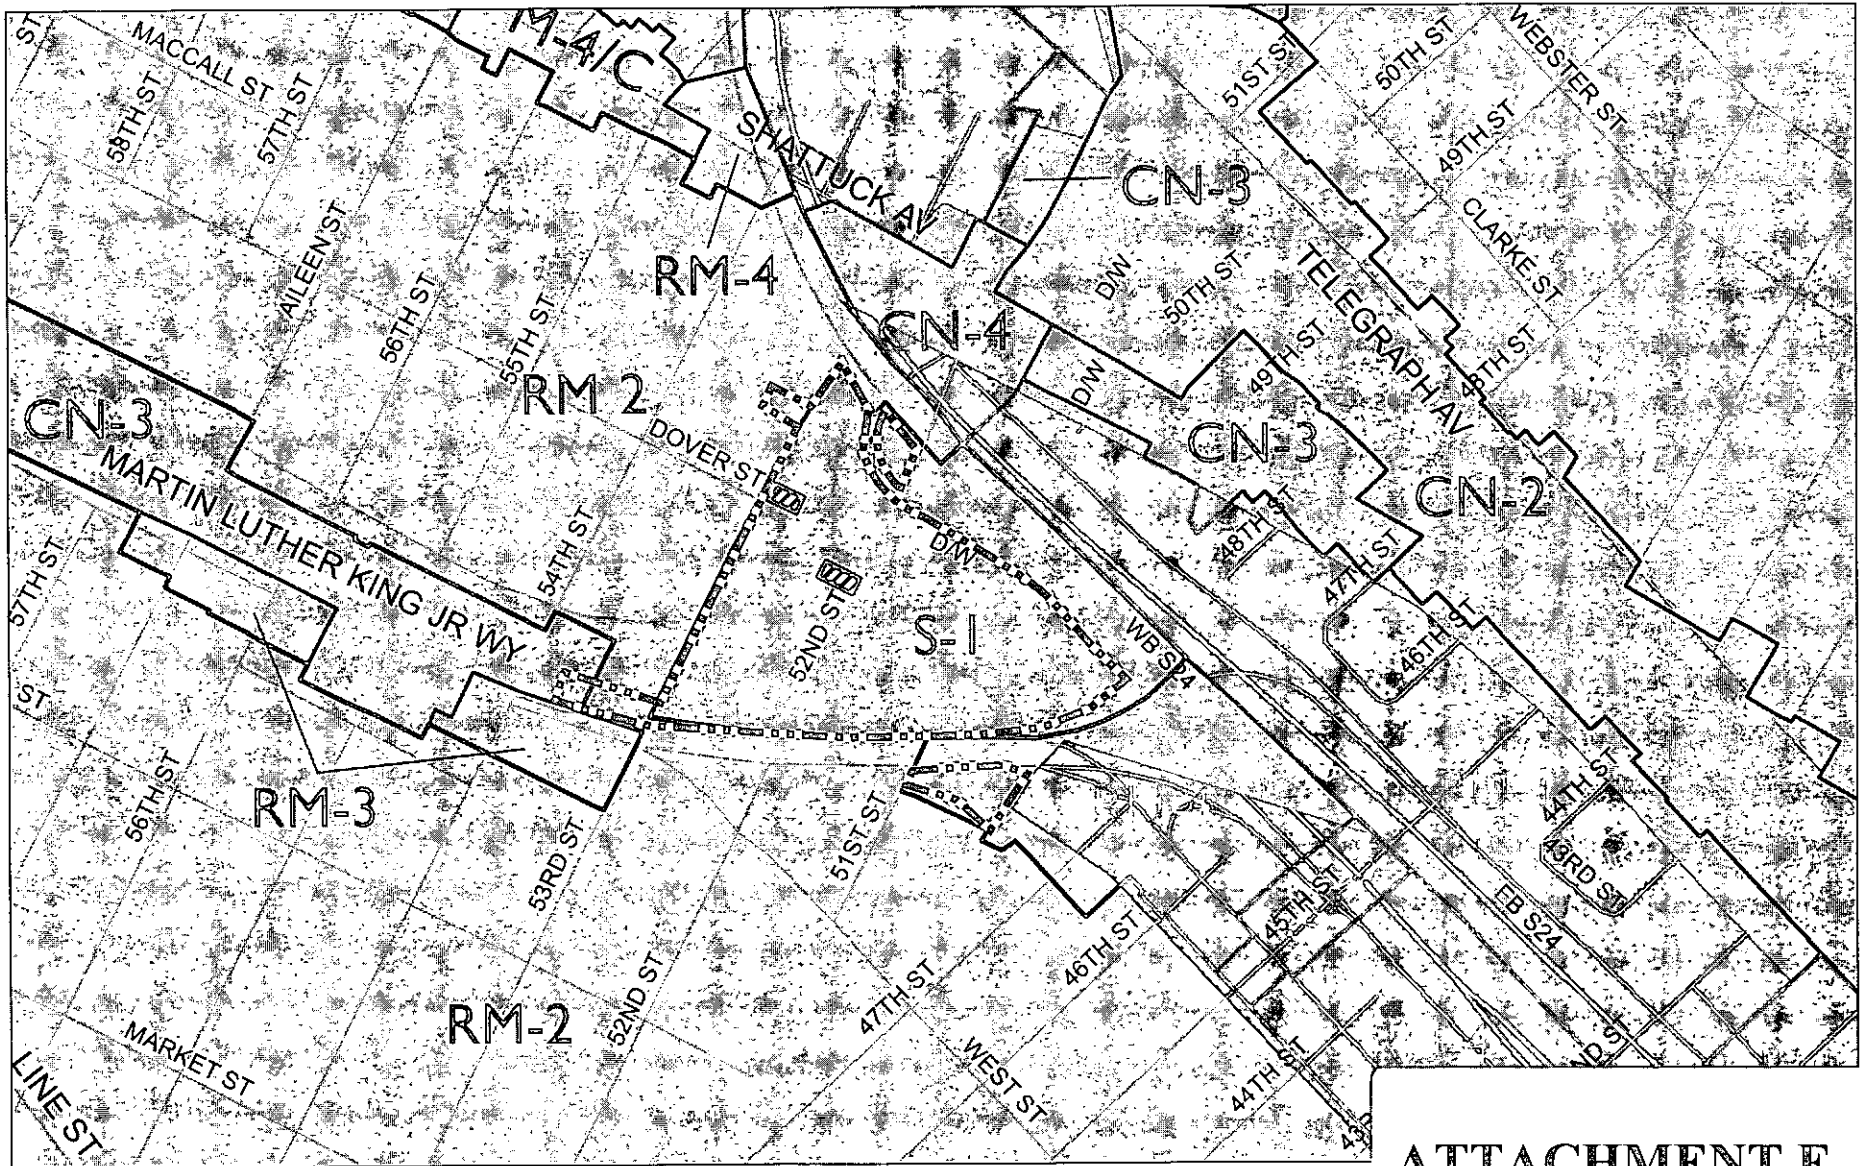 ST
MACCALL ST
58TH ST
57TH ST
M-4/C
SHATTUCK AV
51ST ST
50TH ST
WEBSTER ST
49TH ST
CN-3
CLARKE ST
AILEEN ST
RM-4
D/W
50TH ST
TELEGRAPH AV
56TH ST
55TH ST
CN-4
49TH ST
48TH ST
D/W
RM 2
CN-3
DOVER ST
CN-3
CN-2
MARTIN LUTHER KING JR WY
54TH ST
D/W
48TH ST
47TH ST
57TH ST
52ND ST
S-1
WB S24
46TH ST
ST
56TH ST
RM-3
53RD ST
51ST ST
44TH ST
43RD ST
45TH ST
EB S24
RM-2
52ND ST
47TH ST
46TH ST
MARKET ST
WEST ST
44TH ST
ND ST
LINE ST
43R
ATTACHMENT E